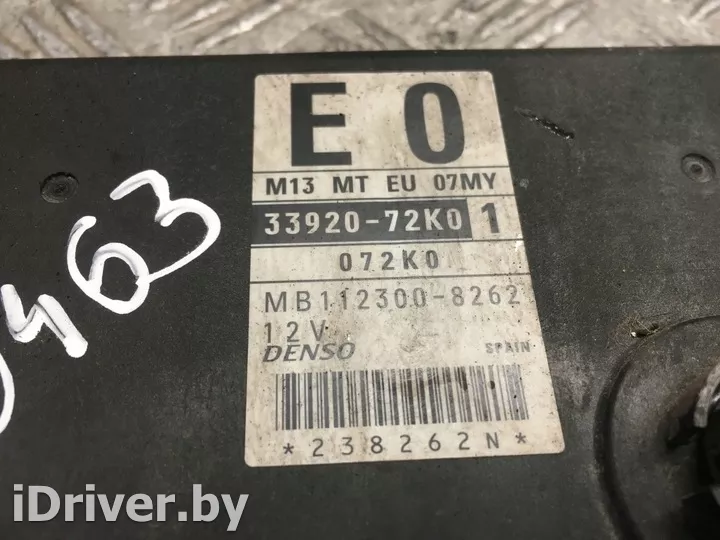 E0
M13 MT EU 07MY
33920-72K0 1
072K0
MB112300-8262
12V
DENSO SPAIN
*238262N*
463
iDriver.by